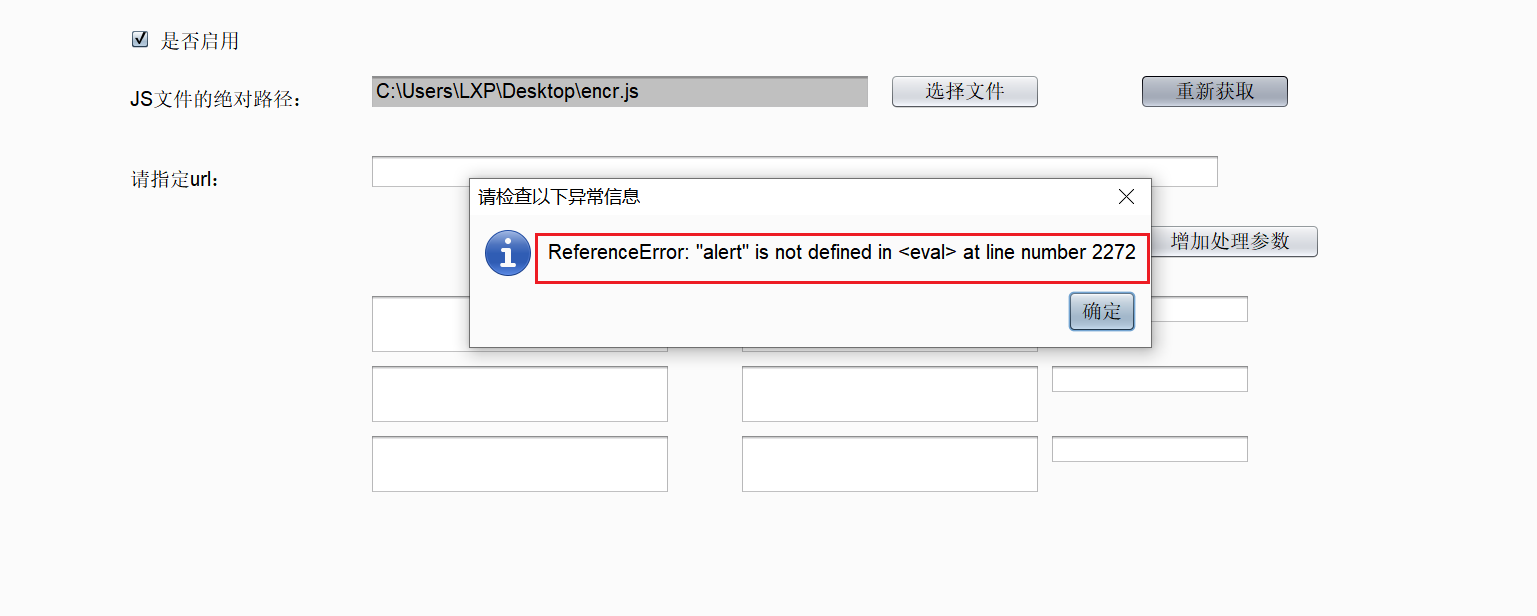 是否启用
JS文件的绝对路径：
C:\Users\LXP\Desktop\encr.js
选择文件
重新获取
请指定url：
请检查以下异常信息
ReferenceError: "alert" is not defined in <eval> at line number 2272
增加处理参数
确定